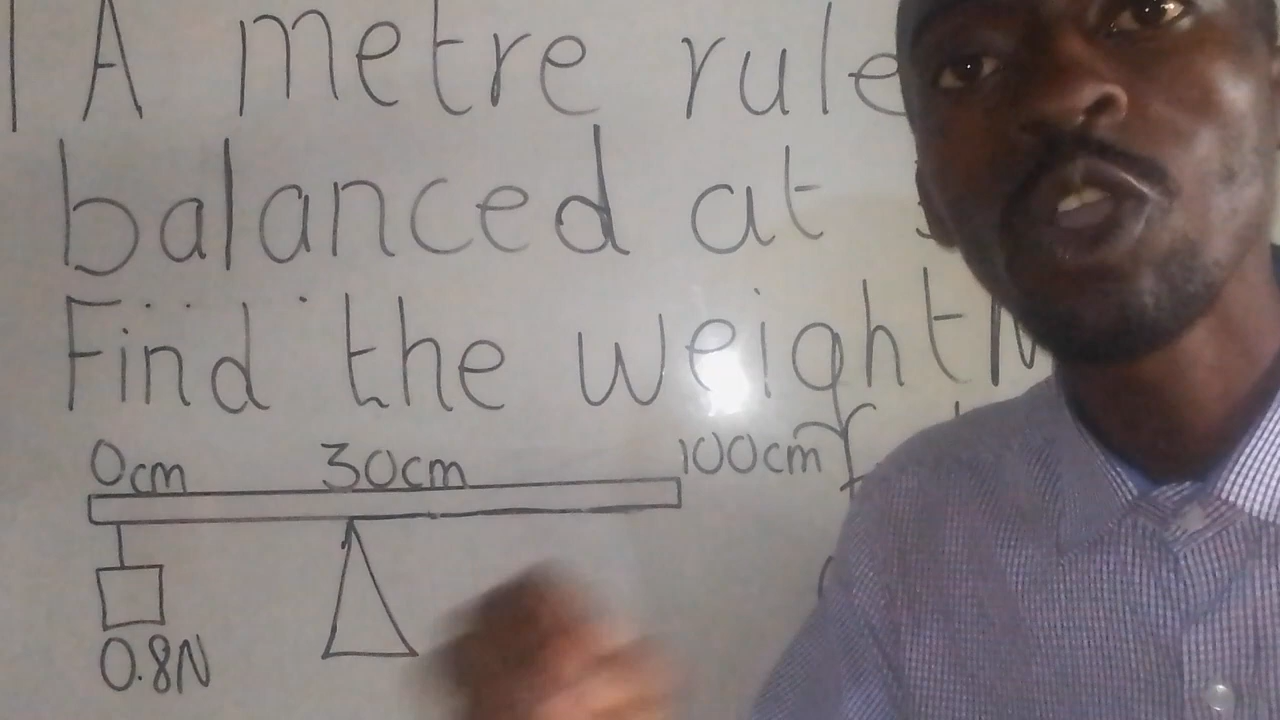 A metre rule
balanced at
Find the weight
0cm 30cm 100cm
0.8N